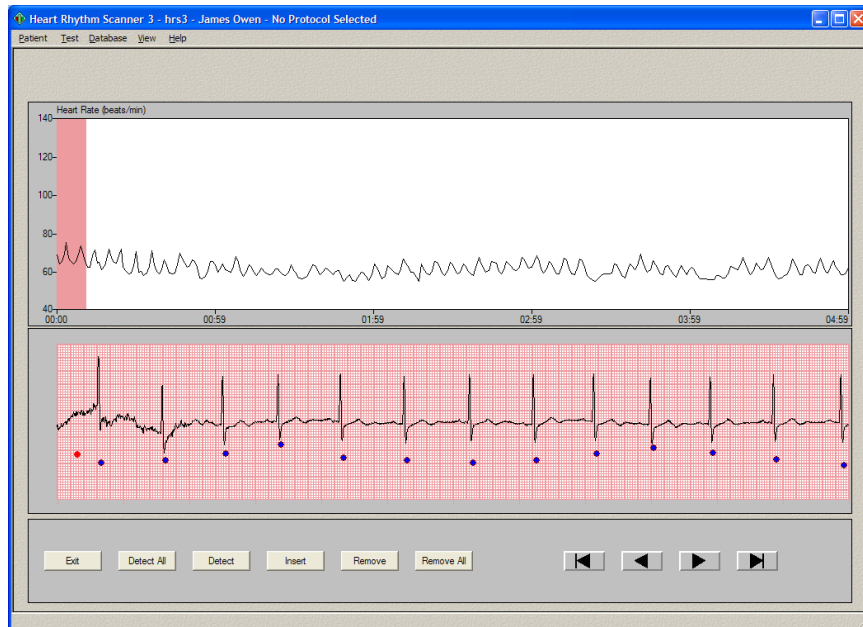 Heart Rhythm Scanner 3 - hrs3 - James Owen - No Protocol Selected
Patient Test Database View Help
Heart Rate (beats/min)
140
120
100
80
60
40
00:00 00:59 01:59 02:59 03:59 04:59
Exit Detect All Detect Insert Remove Remove All